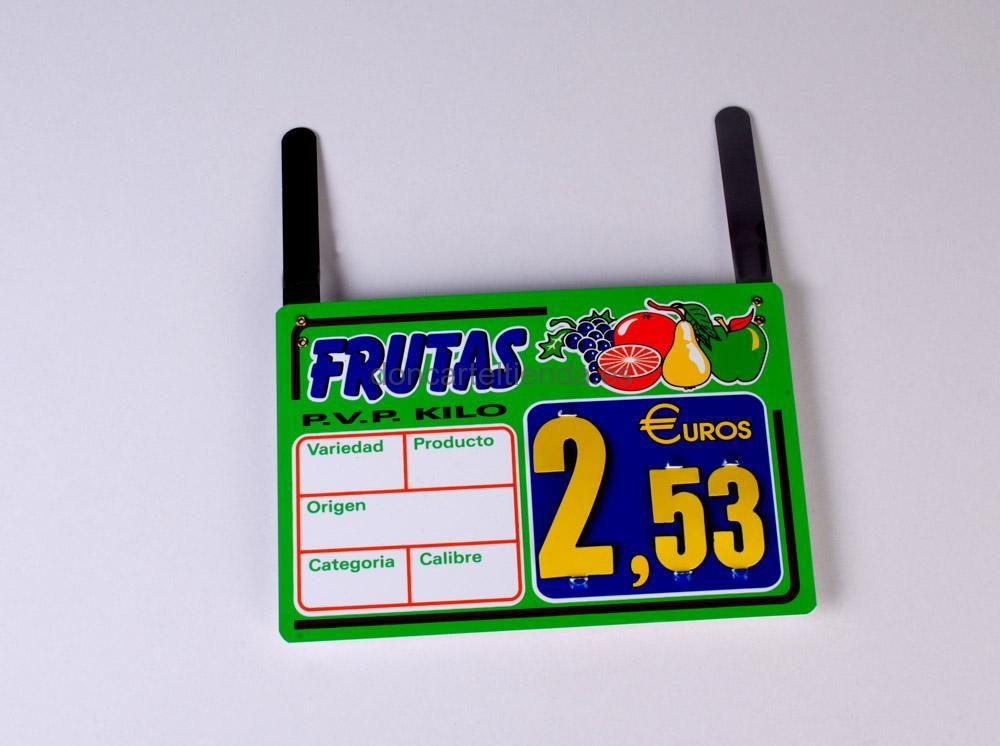 FRUTAS
P.V.P. KILO
Variedad
Producto
Origen
Categoria
Calibre
€UROS
2,53